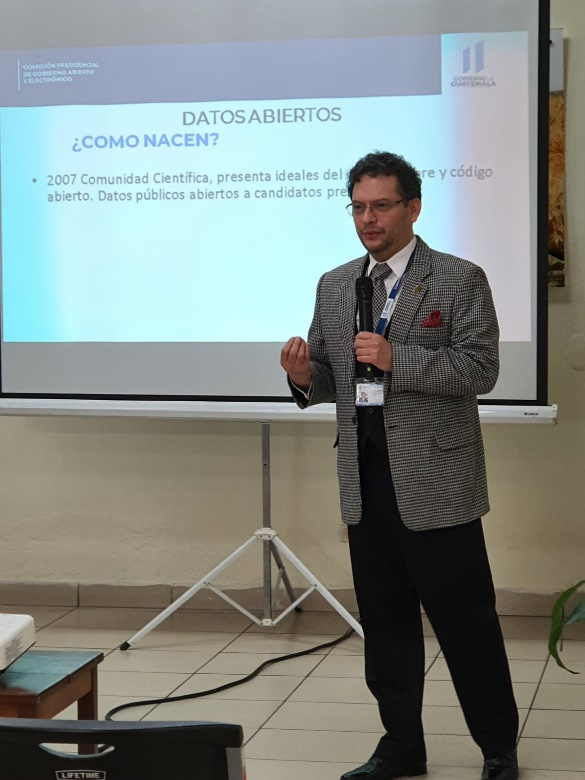 COMISIÓN PRESIDENCIAL
DE GOBIERNO ABIERTO
Y ELECTRÓNICO
GOBIERNO de
GUATEMALA
DATOS ABIERTOS
¿COMO NACEN?
• 2007 Comunidad Científica, presenta ideales del y código
abierto. Datos públicos abiertos a candidatos
LIFETIME